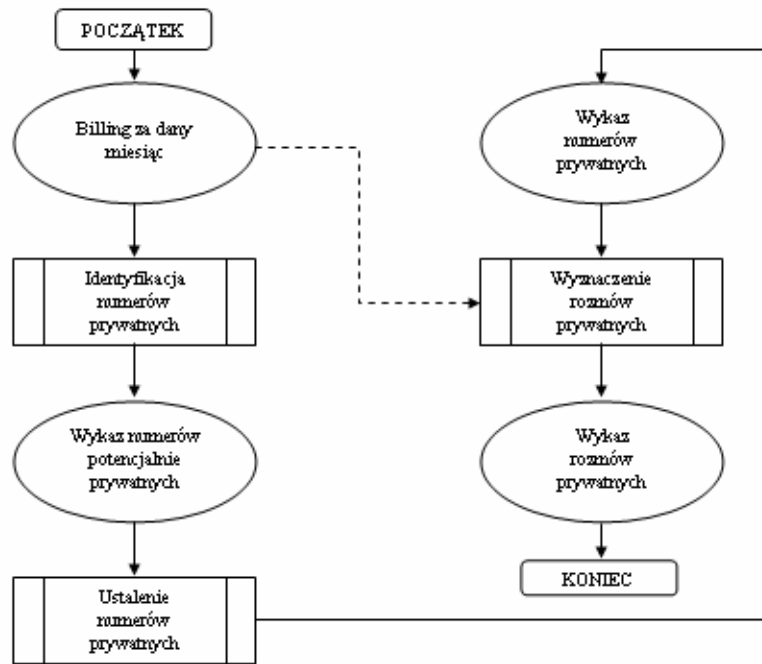 POCZĄTEK
Billing za dany
miesiąc
Identyfikacja
numerów
prywatnych
Wykaz numerów
potencjalnie
prywatnych
Ustalenie
numerów
prywatnych
Wykaz
numerów
prywatnych
Wyznaczenie
rozmów
prywatnych
Wykaz
rozmów
prywatnych
KONIEC